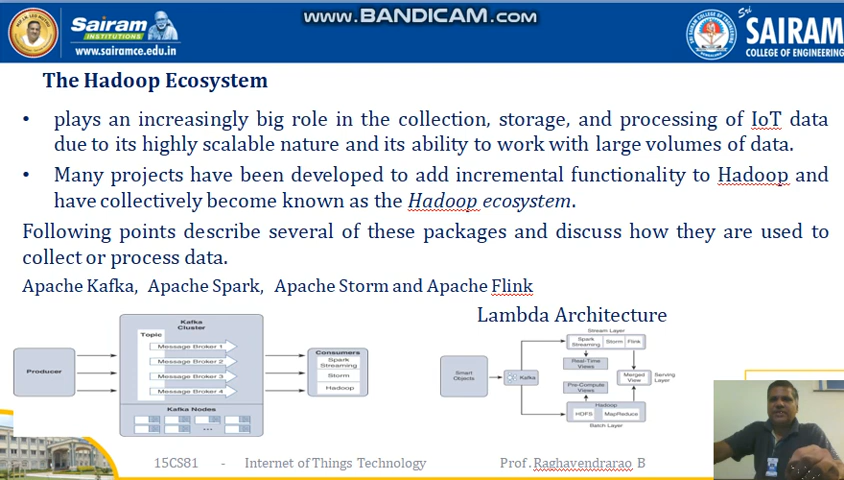 WWW.BANDICAM.COM
Sairam
INSTITUTIONS
www.sairamce.edu.in
Sri
SAIRAM
COLLEGE OF ENGINEERING
The Hadoop Ecosystem
• plays an increasingly big role in the collection, storage, and processing of IoT data
due to its highly scalable nature and its ability to work with large volumes of data.
• Many projects have been developed to add incremental functionality to Hadoop and
have collectively become known as the Hadoop ecosystem.
Following points describe several of these packages and discuss how they are used to
collect or process data.
Apache Kafka, Apache Spark, Apache Storm and Apache Flink
Kafka
Cluster
Topic
Message Broker 1
Message Broker 2
Message Broker 3
Message Broker 4
Producer
Consumers
Spark
Streaming
Storm
Hadoop
Kafka Nodes
...
Lambda Architecture
Stream Layer
Spark
Streaming
Storm
Flink
Real-Time
Views
Smart
Objects
Kafka
Merged
View
Serving
Layer
Pre-Compute
Views
Hadoop
HDFS
MapReduce
Batch Layer
15CS81 - Internet of Things Technology Prof. Raghavendrarao B